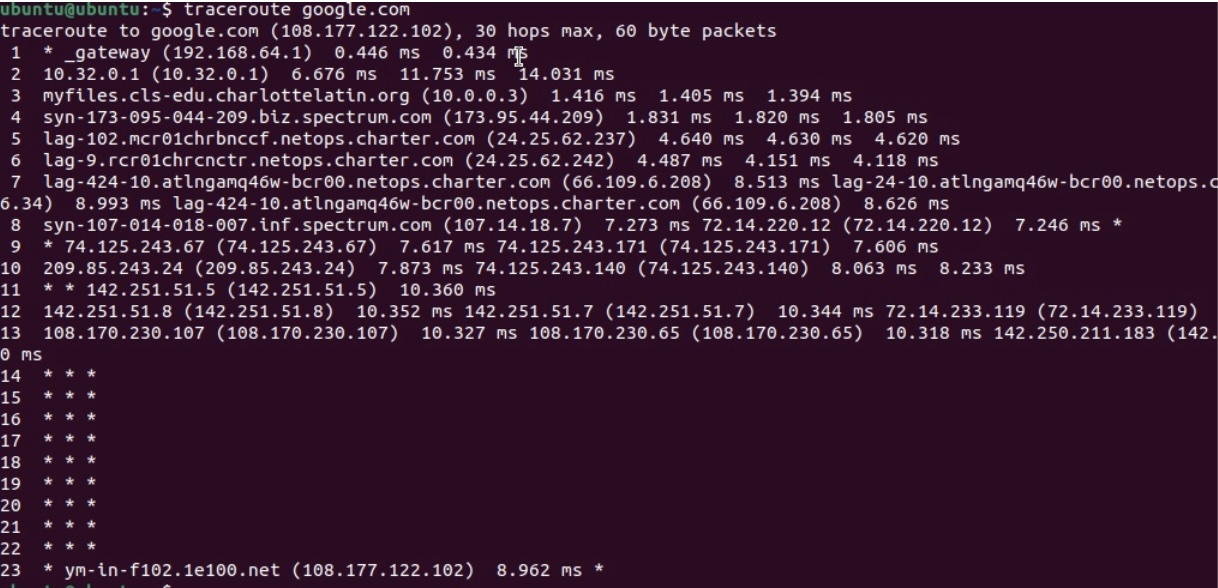 ubuntu@ubuntu:~$ traceroute google.com
traceroute to google.com (108.177.122.102), 30 hops max, 60 byte packets
 1  * _gateway (192.168.64.1)  0.446 ms  0.434 ms
 2  10.32.0.1 (10.32.0.1)  6.676 ms  11.753 ms  14.031 ms
 3  myfiles.cls-edu.charlottelatin.org (10.0.0.3)  1.416 ms  1.405 ms  1.394 ms
 4  syn-173-095-044-209.biz.spectrum.com (173.95.44.209)  1.831 ms  1.820 ms  1.805 ms
 5  lag-102.mcr01chrbnccf.netops.charter.com (24.25.62.237)  4.640 ms  4.630 ms  4.620 ms
 6  lag-9.rcr01chrcnctr.netops.charter.com (24.25.62.242)  4.487 ms  4.151 ms  4.118 ms
 7  lag-424-10.atlngamq46w-bcr00.netops.charter.com (66.109.6.208)  8.513 ms lag-24-10.atlngamq46w-bcr00.netops.c
6.34)  8.993 ms lag-424-10.atlngamq46w-bcr00.netops.charter.com (66.109.6.208)  8.626 ms
 8  syn-107-014-018-007.inf.spectrum.com (107.14.18.7)  7.273 ms 72.14.220.12 (72.14.220.12)  7.246 ms *
 9  * 74.125.243.67 (74.125.243.67)  7.617 ms 74.125.243.171 (74.125.243.171)  7.606 ms
10  209.85.243.24 (209.85.243.24)  7.873 ms 74.125.243.140 (74.125.243.140)  8.063 ms  8.233 ms
11  * * 142.251.51.5 (142.251.51.5)  10.360 ms
12  142.251.51.8 (142.251.51.8)  10.352 ms 142.251.51.7 (142.251.51.7)  10.344 ms 72.14.233.119 (72.14.233.119)
13  108.170.230.107 (108.170.230.107)  10.327 ms 108.170.230.65 (108.170.230.65)  10.318 ms 142.250.211.183 (142.
0 ms
14  * * *
15  * * *
16  * * *
17  * * *
18  * * *
19  * * *
20  * * *
21  * * *
22  * * *
23  * ym-in-f102.1e100.net (108.177.122.102)  8.962 ms *